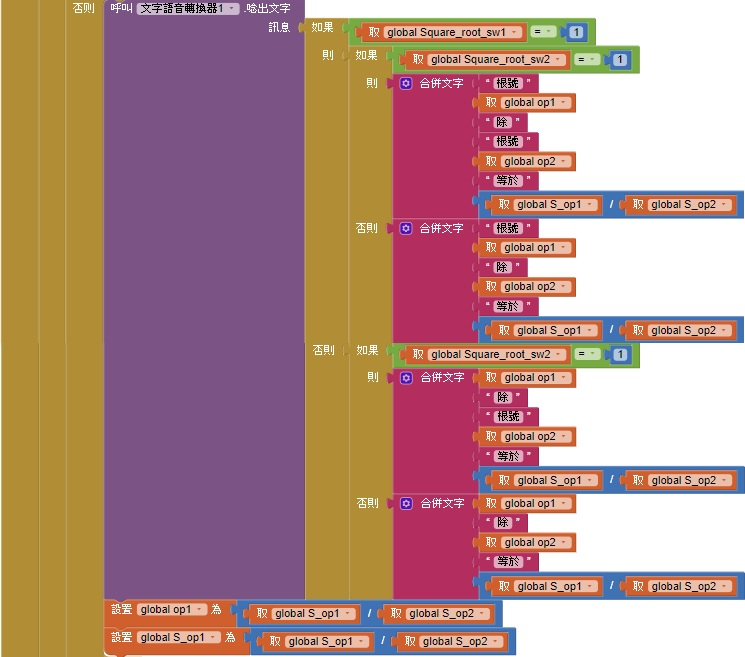 否則 呼叫 文字語音轉換器1 .唸出文字
訊息 如果 取 global Square_root_sw1 = 1
則 如果 取 global Square_root_sw2 = 1
則 合併文字 “ 根號 ”
取 global op1
“ 除 ”
“ 根號 ”
取 global op2
“ 等於 ”
取 global S_op1 / 取 global S_op2
否則 合併文字 “ 根號 ”
取 global op1
“ 除 ”
取 global op2
“ 等於 ”
取 global S_op1 / 取 global S_op2
否則 如果 取 global Square_root_sw2 = 1
則 合併文字 取 global op1
“ 除 ”
“ 根號 ”
取 global op2
“ 等於 ”
取 global S_op1 / 取 global S_op2
否則 合併文字 取 global op1
“ 除 ”
取 global op2
“ 等於 ”
取 global S_op1 / 取 global S_op2
設置 global op1 為 取 global S_op1 / 取 global S_op2
設置 global S_op1 為 取 global S_op1 / 取 global S_op2